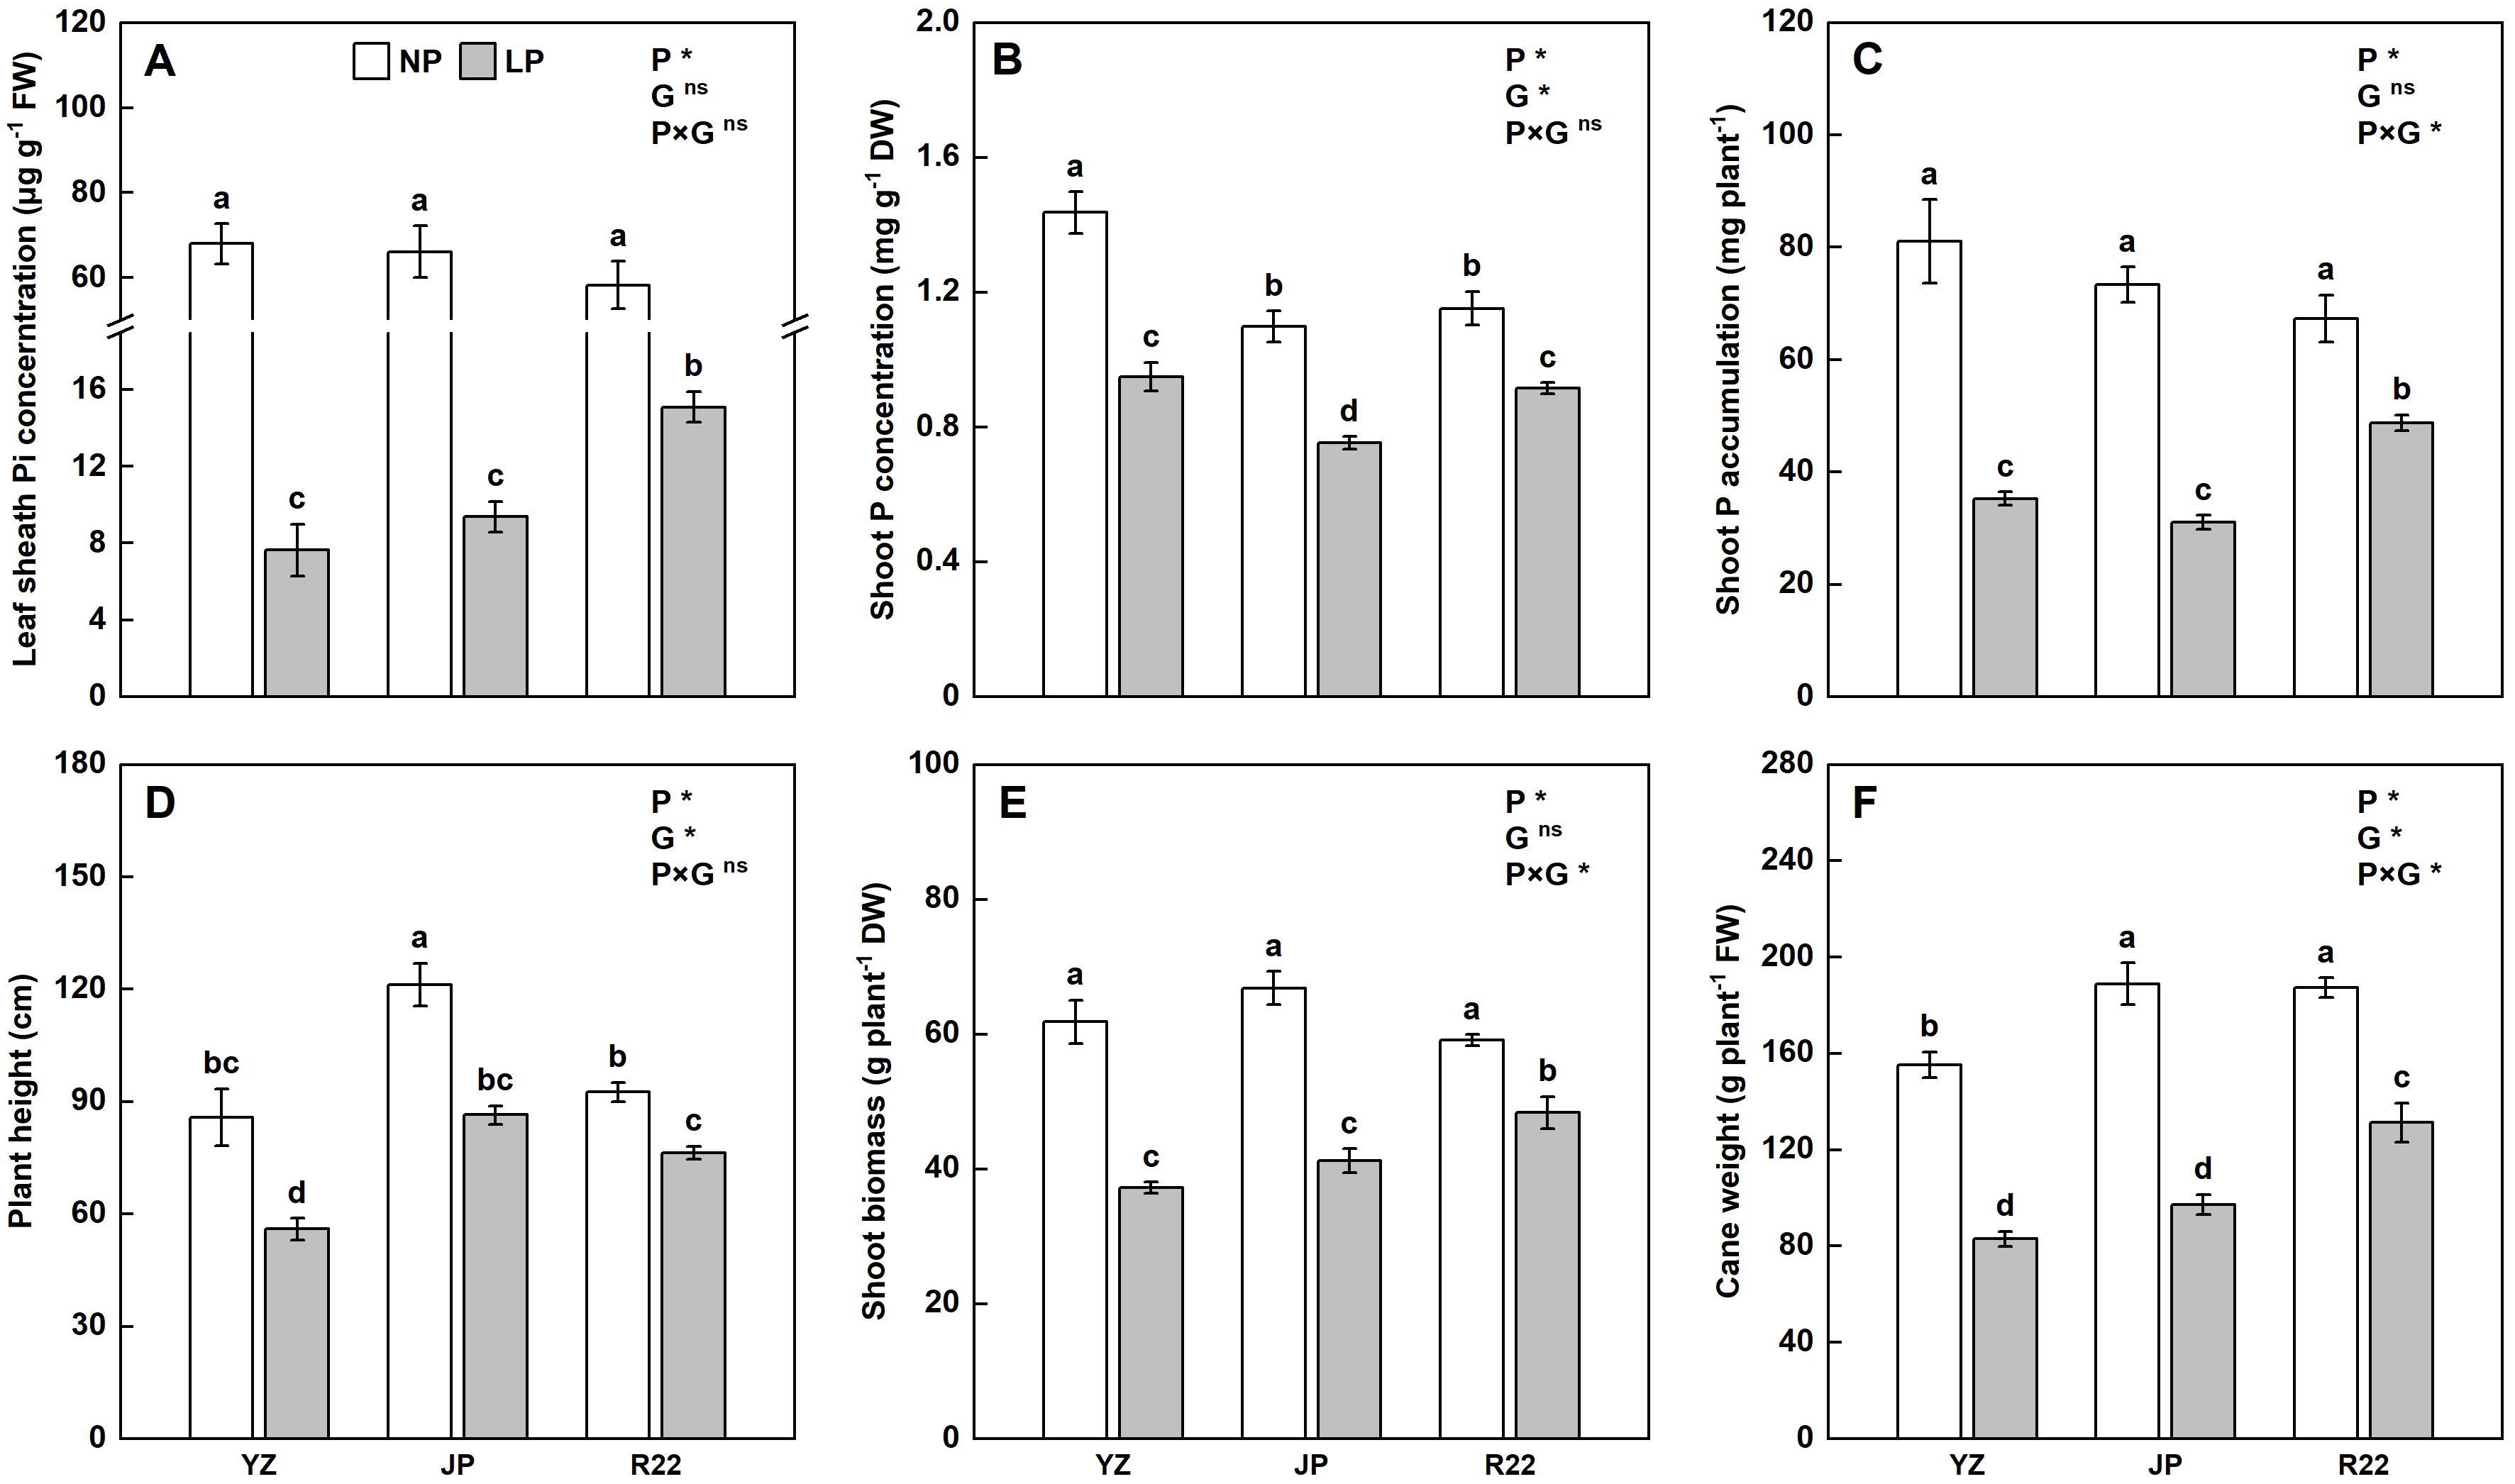 A
NP LP
P *
G ns
P×G ns
Leaf sheath Pi concerntration (µg g-1 FW)
120
100
80
60
16
12
8
4
0
a
c
a
c
a
b
B
P *
G *
P×G ns
Shoot P concentration (mg g-1 DW)
2.0
1.6
1.2
0.8
0.4
0
a
c
b
d
b
c
C
P *
G ns
P×G *
Shoot P accumulation (mg plant-1)
120
100
80
60
40
20
0
a
c
a
c
a
b
D
P *
G *
P×G ns
Plant height (cm)
180
150
120
90
60
30
0
bc
d
a
bc
b
c
YZ JP R22
E
P *
G ns
P×G *
Shoot biomass (g plant-1 DW)
100
80
60
40
20
0
a
c
a
c
a
b
YZ JP R22
F
P *
G *
P×G *
Cane weight (g plant-1 FW)
280
240
200
160
120
80
40
0
b
d
a
d
a
c
YZ JP R22